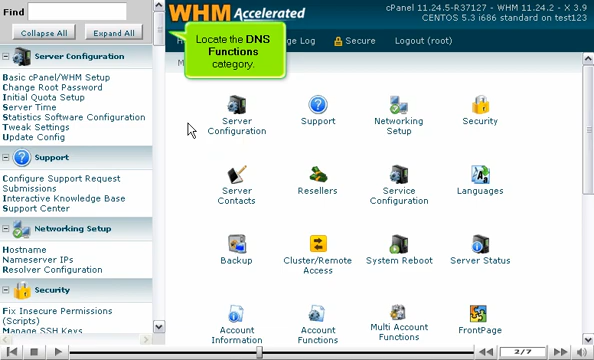 Find
Collapse All
Expand All
Server Configuration
Basic cPanel/WHM Setup
Change Root Password
Initial Quota Setup
Server Time
Statistics Software Configuration
Tweak Settings
Update Config
Support
Configure Support Request
Submissions
Interactive Knowledge Base
Support Center
Networking Setup
Hostname
Nameserver IPs
Resolver Configuration
Security
Fix Insecure Permissions
(Scripts)
Manage SSH Keys
WHM Accelerated
cPanel 11.24.5-R37127 - WHM 11.24.2 - X 3.9
CENTOS 5.3 i686 standard on test123
Log
Secure
Logout (root)
Locate the DNS
Functions
category.
Server
Configuration
Support
Networking
Setup
Security
Server
Contacts
Resellers
Service
Configuration
Languages
Backup
Cluster/Remote
Access
System Reboot
Server Status
Account
Information
Account
Functions
Multi Account
Functions
FrontPage
2/7